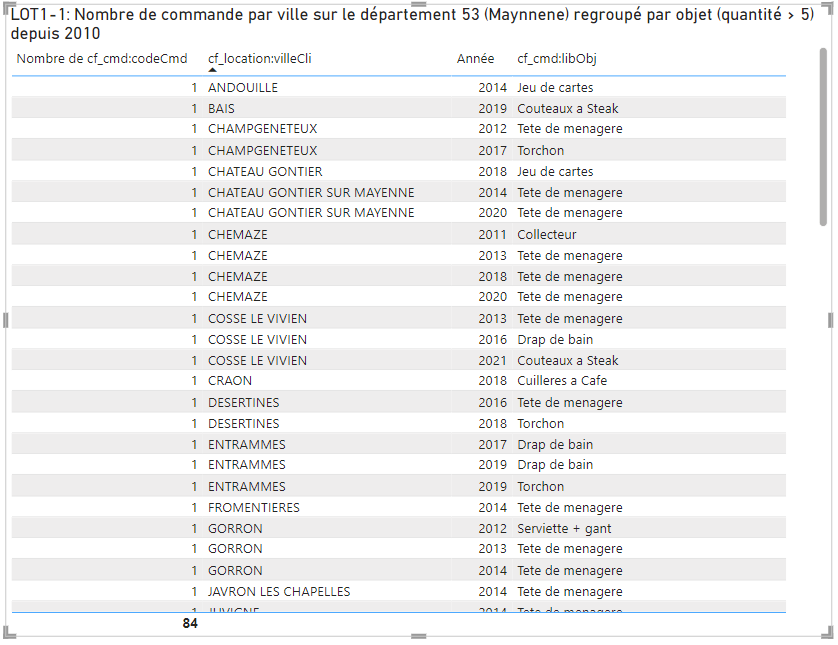 LOT1-1: Nombre de commande par ville sur le département 53 (Maynnene) regroupé par objet (quantité > 5)
depuis 2010
Nombre de cf_cmd:codeCmd cf_location:villeCli Année cf_cmd:libObj
1 ANDOUILLE 2014 Jeu de cartes
1 BAIS 2019 Couteaux a Steak
1 CHAMPGENETEUX 2012 Tete de menagere
1 CHAMPGENETEUX 2017 Torchon
1 CHATEAU GONTIER 2018 Jeu de cartes
1 CHATEAU GONTIER SUR MAYENNE 2014 Tete de menagere
1 CHATEAU GONTIER SUR MAYENNE 2020 Tete de menagere
1 CHEMAZE 2011 Collecteur
1 CHEMAZE 2013 Tete de menagere
1 CHEMAZE 2018 Tete de menagere
1 CHEMAZE 2020 Tete de menagere
1 COSSE LE VIVIEN 2013 Tete de menagere
1 COSSE LE VIVIEN 2016 Drap de bain
1 COSSE LE VIVIEN 2021 Couteaux a Steak
1 CRAON 2018 Cuilleres a Cafe
1 DESERTINES 2016 Tete de menagere
1 DESERTINES 2018 Torchon
1 ENTRAMMES 2017 Drap de bain
1 ENTRAMMES 2019 Drap de bain
1 ENTRAMMES 2019 Torchon
1 FROMENTIERES 2014 Tete de menagere
1 GORRON 2012 Serviette + gant
1 GORRON 2013 Tete de menagere
1 GORRON 2014 Tete de menagere
1 JAVRON LES CHAPELLES 2014 Tete de menagere
1 JUVIGNE 2014 Tete de menagere
84